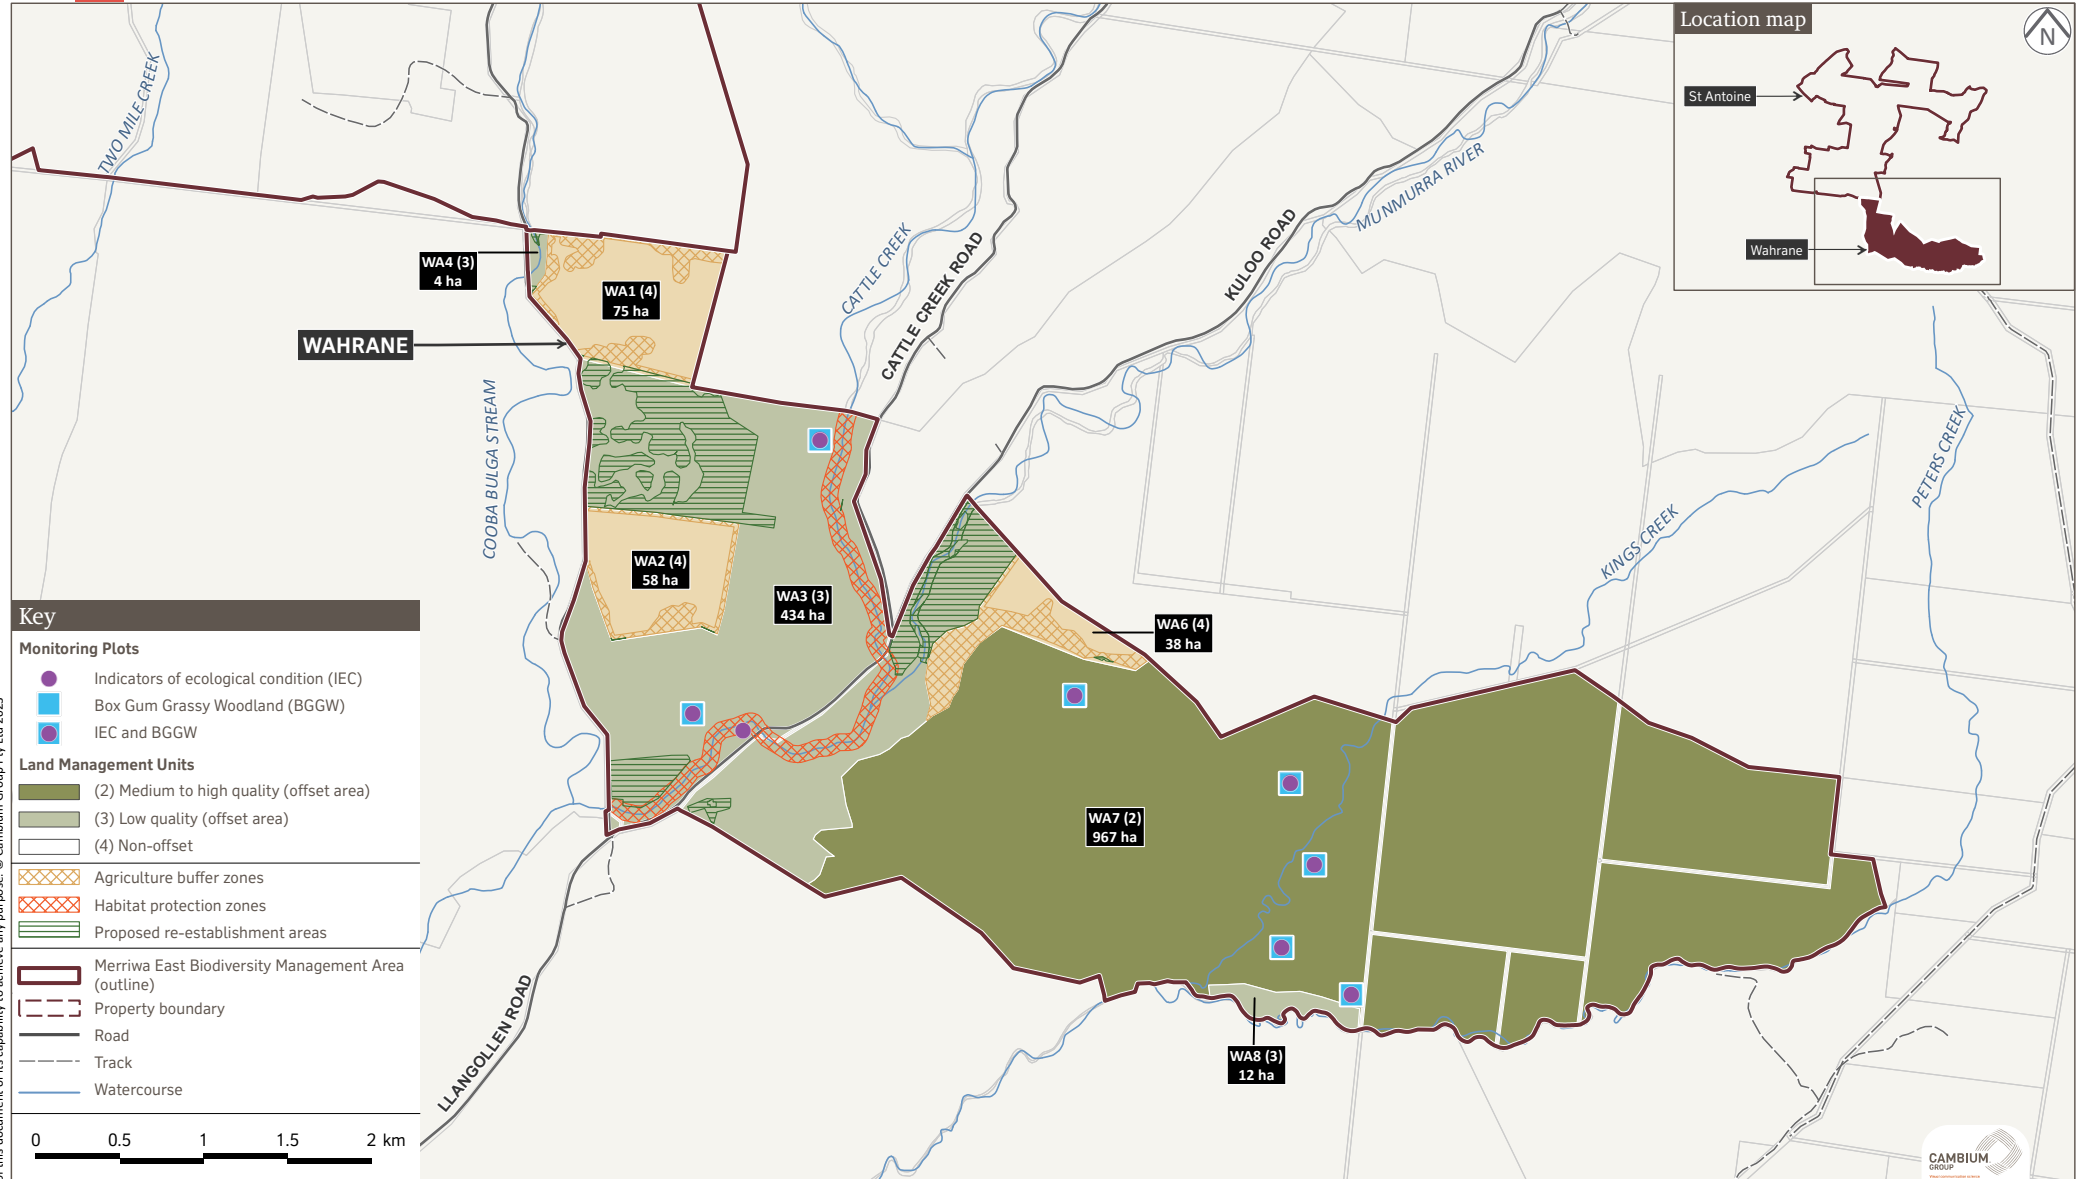 Location map
N
St Antoine
Wahrane
TWO MILE CREEK
CATTLE CREEK
CATTLE CREEK ROAD
KULOO ROAD
MUNMURRA RIVER
WA4 (3)
4 ha
WA1 (4)
75 ha
WAHRANE
COOBA BULGA STREAM
PETERS CREEK
KINGS CREEK
WA2 (4)
58 ha
WA3 (3)
434 ha
WA6 (4)
38 ha
WA7 (2)
967 ha
WA8 (3)
12 ha
LLANGOLLEN ROAD
Key
Monitoring Plots
Indicators of ecological condition (IEC)
Box Gum Grassy Woodland (BGGW)
IEC and BGGW
Land Management Units
(2) Medium to high quality (offset area)
(3) Low quality (offset area)
(4) Non-offset
Agriculture buffer zones
Habitat protection zones
Proposed re-establishment areas
Merriwa East Biodiversity Management Area
(outline)
Property boundary
Road
Track
Watercourse
0 0.5 1 1.5 2 km
CAMBIUM
GROUP